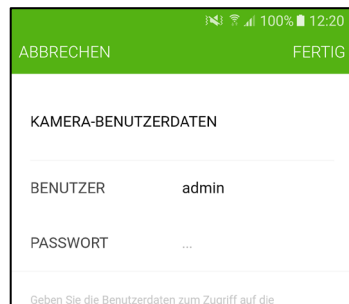 100% 12:20
ABBRECHEN FERTIG
KAMERA-BENUTZERDATEN
BENUTZER admin
PASSWORT ...
Geben Sie die Benutzerdaten zum Zugriff auf die